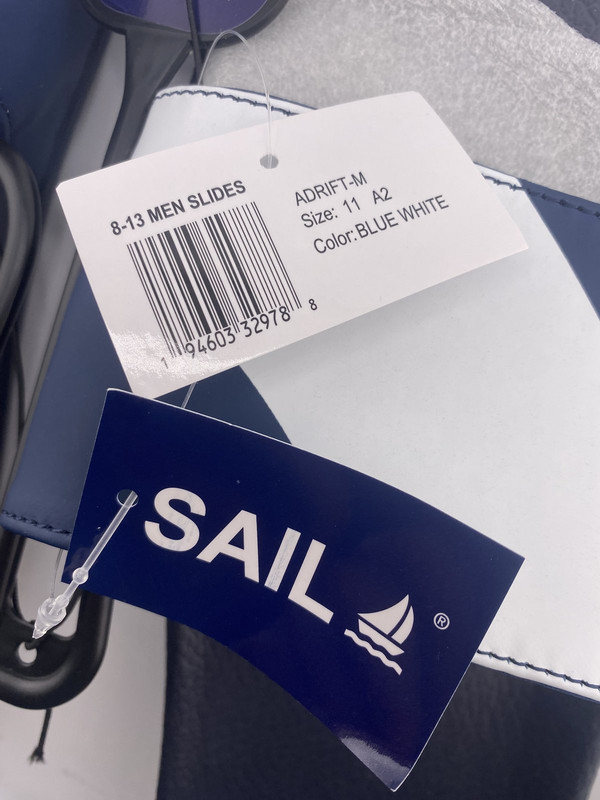 8-13 MEN SLIDES
ADRIFT-M
Size: 11 A2
Color:BLUE WHITE
1 94603 32978 8
SAIL ®